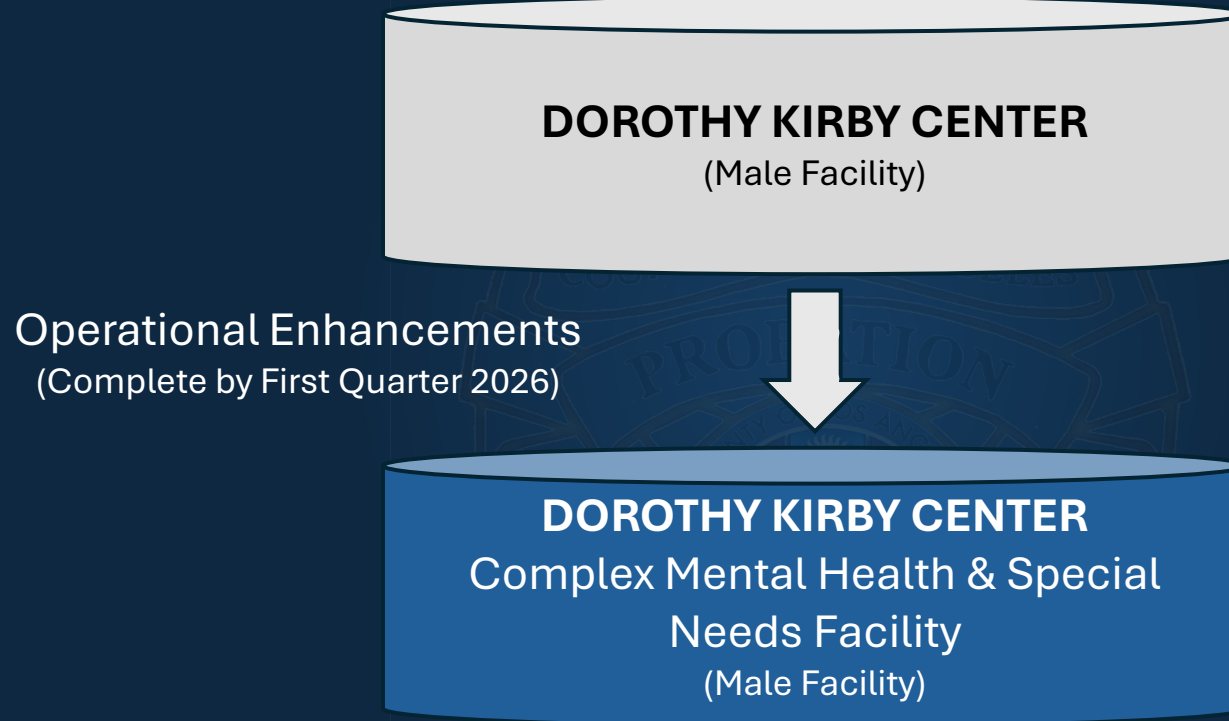 DOROTHY KIRBY CENTER
(Male Facility)
Operational Enhancements
(Complete by First Quarter 2026)
PROBATION
DOROTHY KIRBY CENTER
Complex Mental Health & Special
Needs Facility
(Male Facility)